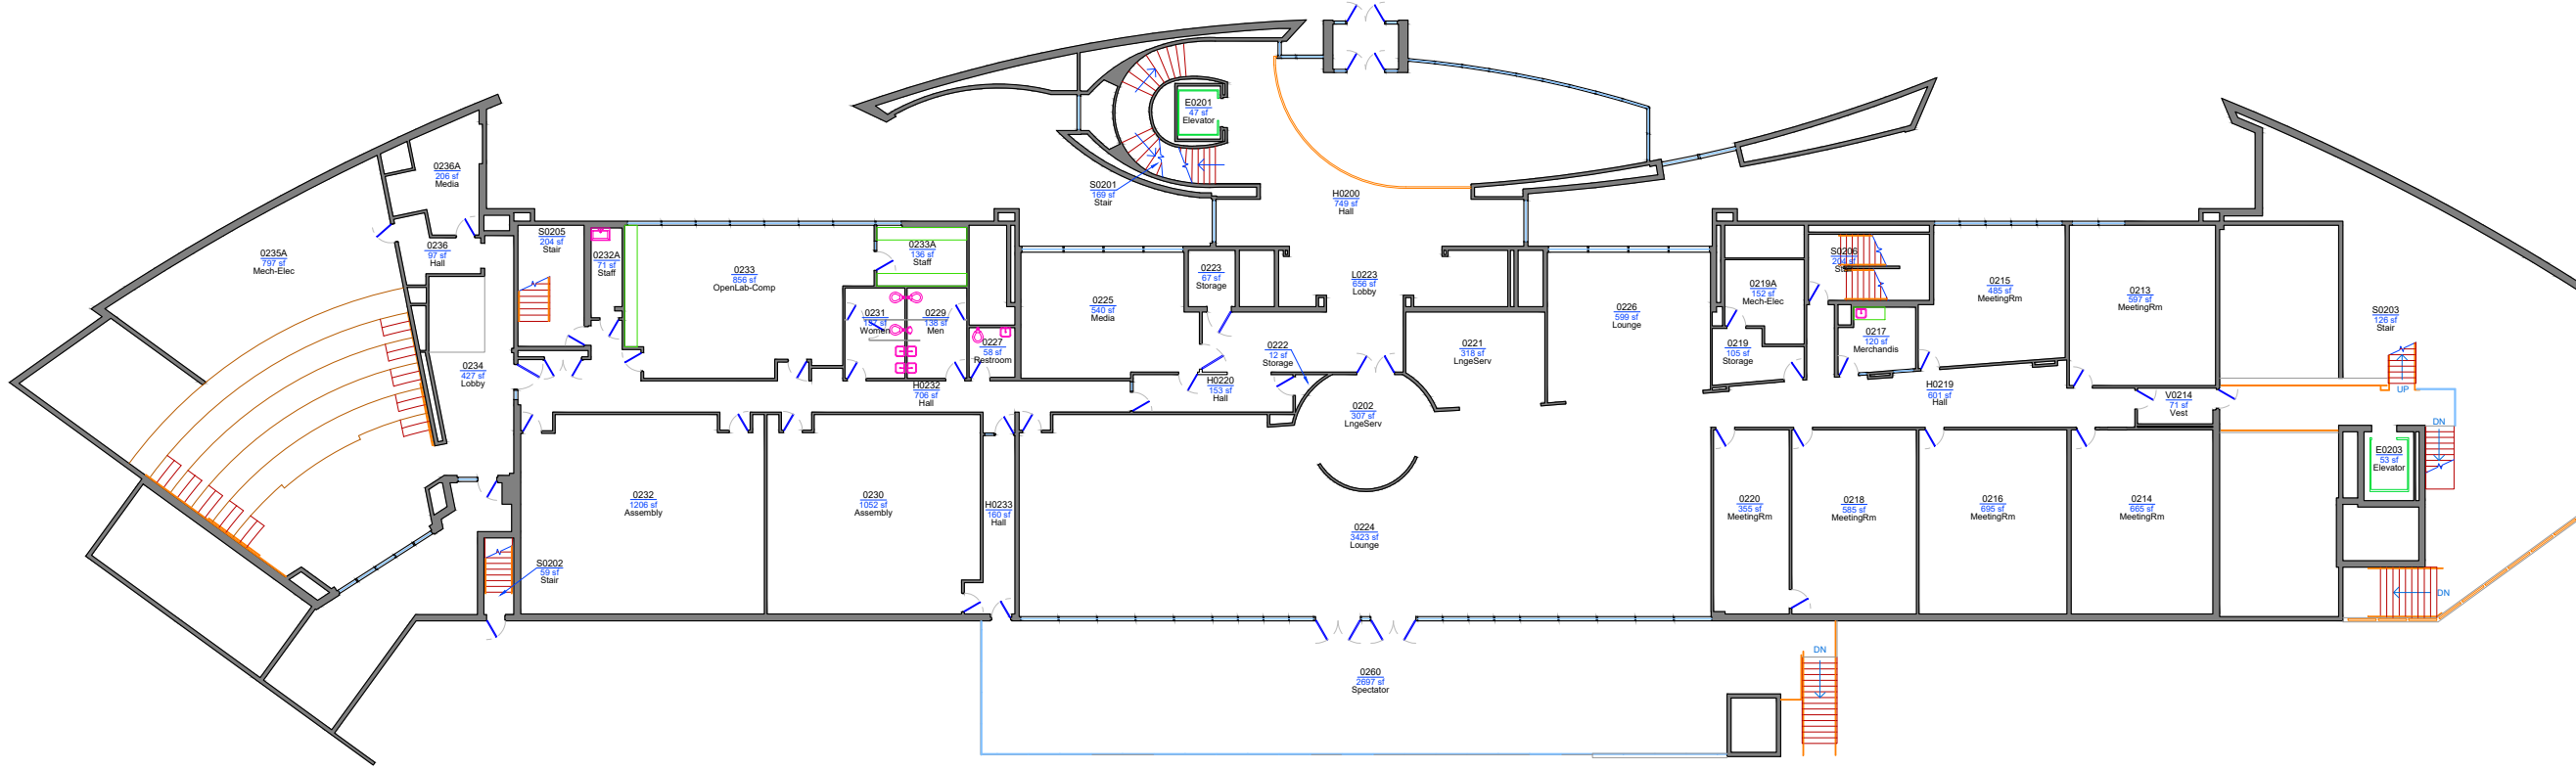 E0201
47 sf
Elevator
0236A
206 sf
Media
S0201
169 sf
Stair
H0200
749 sf
Hall
0235A
797 sf
Mech-Elec
0236
97 sf
Hall
S0205
204 sf
Stair
0232A
71 sf
Staff
0233
856 sf
OpenLab-Comp
0233A
136 sf
Staff
0223
67 sf
Storage
L0223
656 sf
Lobby
0225
540 sf
Media
0226
599 sf
Lounge
0219A
152 sf
Mech-Elec
S0206
204 sf
Stair
0215
485 sf
MeetingRm
0213
597 sf
MeetingRm
S0203
126 sf
Stair
0231
Women
0229
138 sf
Men
0227
58 sf
Restroom
0221
318 sf
LngeServ
0219
105 sf
Storage
0217
120 sf
Merchandis
0222
12 sf
Storage
0234
427 sf
Lobby
H0232
706 sf
Hall
H0220
153 sf
Hall
0202
307 sf
LngeServ
H0219
601 sf
Hall
V0214
71 sf
Vest
UP
DN
E0203
53 sf
Elevator
0232
1206 sf
Assembly
0230
1052 sf
Assembly
H0233
160 sf
Hall
0224
3423 sf
Lounge
0220
355 sf
MeetingRm
0218
585 sf
MeetingRm
0216
695 sf
MeetingRm
0214
665 sf
MeetingRm
S0202
59 sf
Stair
DN
0260
2697 sf
Spectator
DN